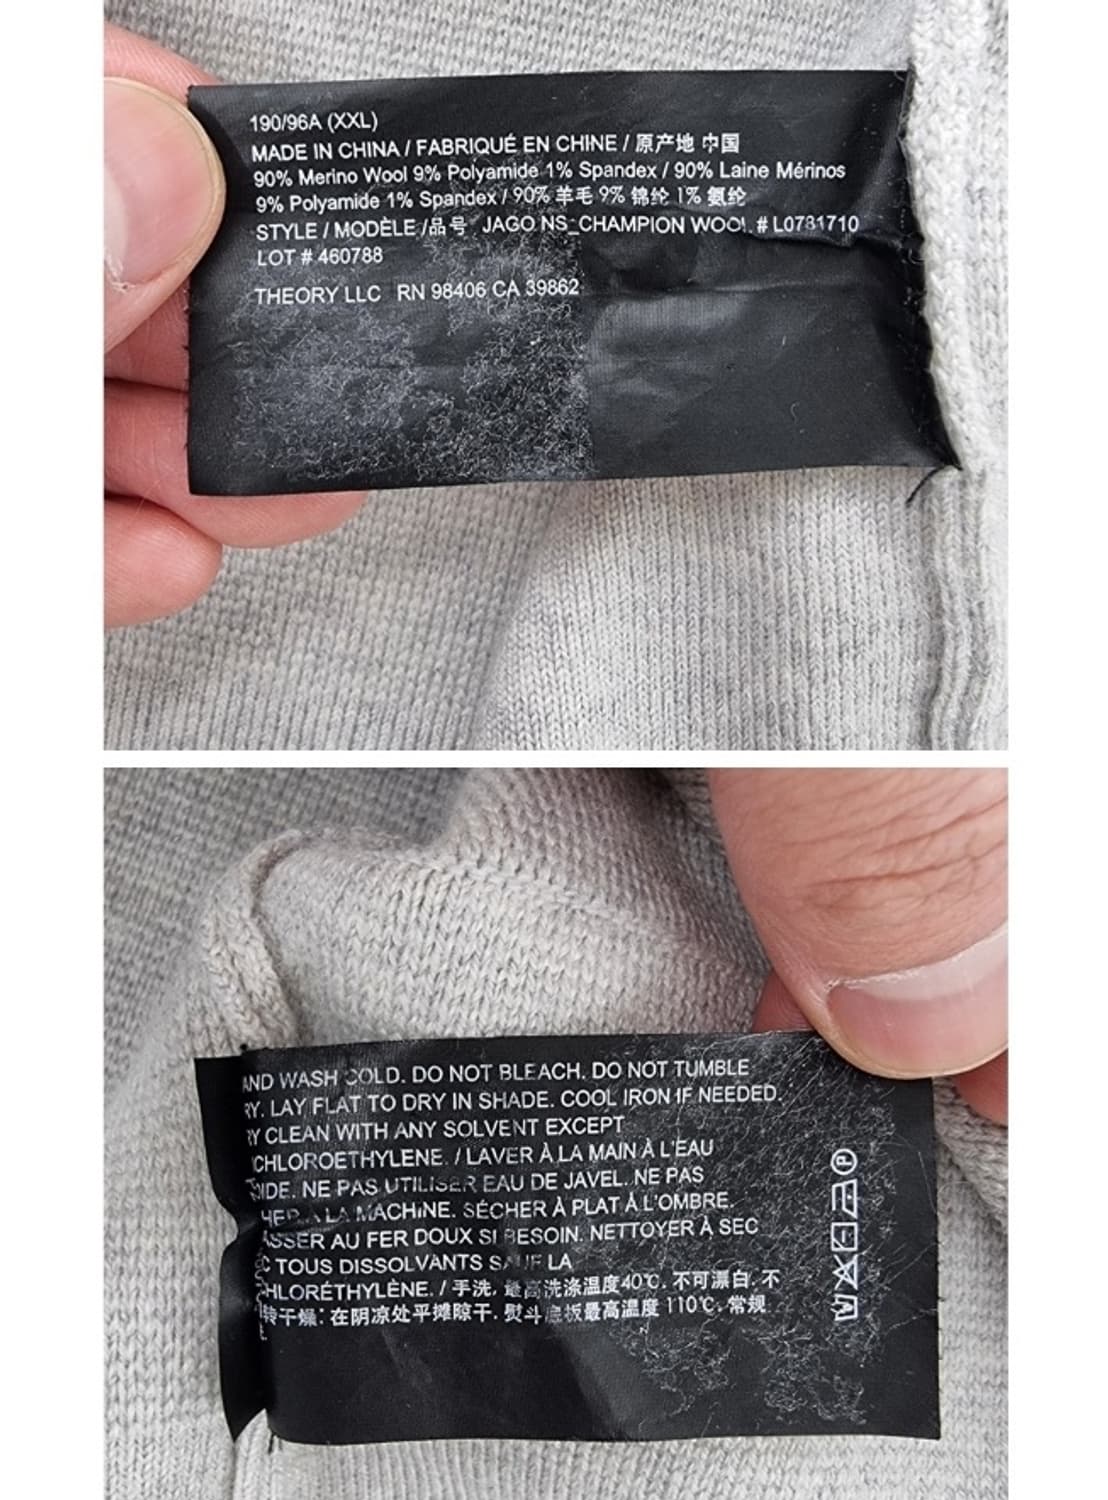 190/96A (XXL)
MADE IN CHINA / FABRIQUÉ EN CHINE / 原产地 中国
90% Merino Wool 9% Polyamide 1% Spandex / 90% Laine Mérinos
9% Polyamide 1% Spandex / 90% 羊毛 9% 锦纶 1% 氨纶
STYLE / MODÈLE /品号 JAGO NS_CHAMPION WOOL # L0781710
LOT # 460788
THEORY LLC RN 98406 CA 39862
AND WASH COLD. DO NOT BLEACH. DO NOT TUMBLE
RY. LAY FLAT TO DRY IN SHADE. COOL IRON IF NEEDED.
RY CLEAN WITH ANY SOLVENT EXCEPT
ICHLOROETHYLENE. / LAVER À LA MAIN À L'EAU
OIDE. NE PAS UTILISER EAU DE JAVEL. NE PAS
CHER À LA MACHINE. SÉCHER À PLAT À L'OMBRE.
ASSER AU FER DOUX SI BESOIN. NETTOYER À SEC
C TOUS DISSOLVANTS SAUF LA
CHLORÉTHYLÈNE. / 手洗. 最高洗涤温度40℃. 不可漂白. 不
转干燥: 在阴凉处平摊晾干. 熨斗底板最高温度 110℃. 常规
P